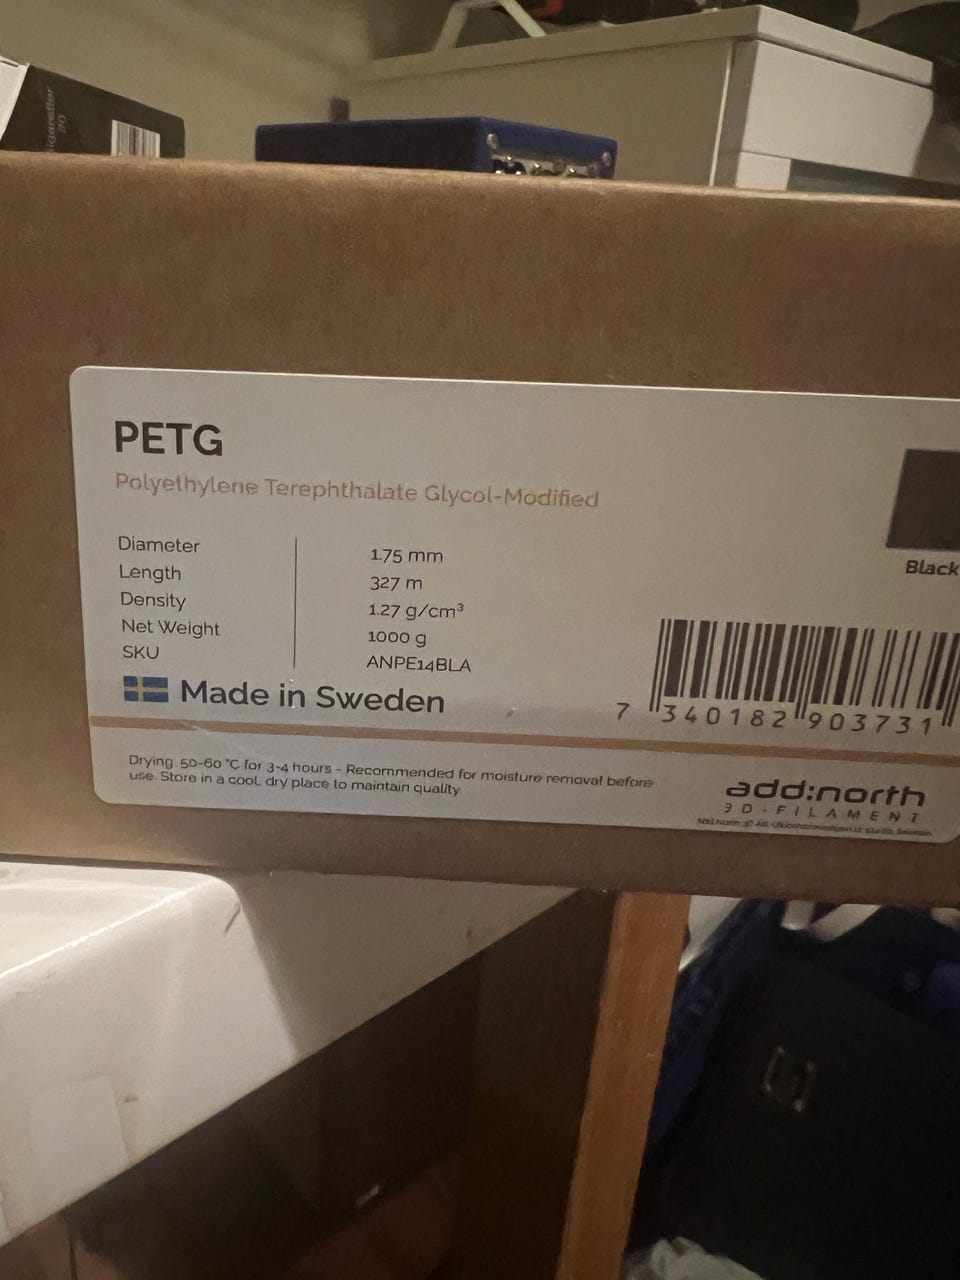 20
PETG
Polyethylene Terephthalate Glycol-Modified
Black
Diameter 1.75 mm
Length 327 m
Density 1.27 g/cm³
Net Weight 1000 g
SKU ANPE14BLA
Made in Sweden
7 340182 903731
Drying: 50-60 °C for 3-4 hours - Recommended for moisture removal before
use. Store in a cool, dry place to maintain quality
add:north
3D-FILAMENT